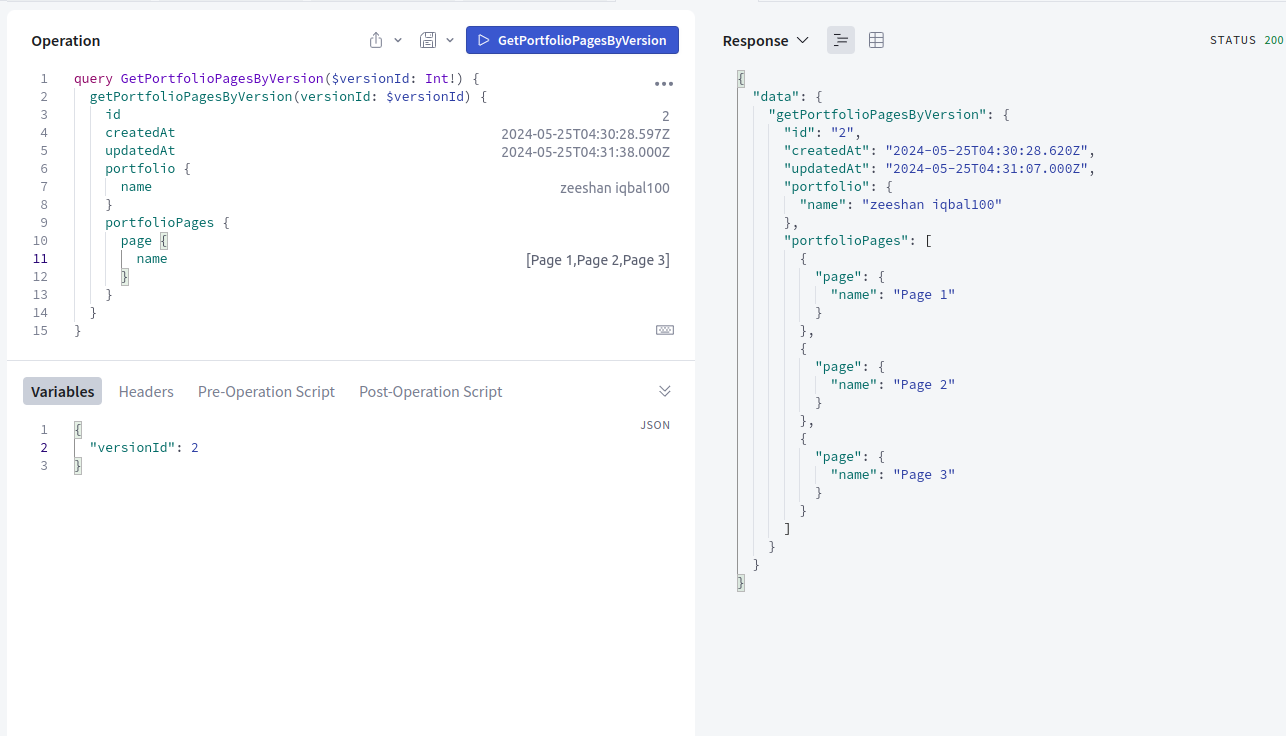 Operation
GetPortfolioPagesByVersion
1 query GetPortfolioPagesByVersion($versionId: Int!) {
2 getPortfolioPagesByVersion(versionId: $versionId) {
3 id 2
4 createdAt 2024-05-25T04:30:28.597Z
5 updatedAt 2024-05-25T04:31:38.000Z
6 portfolio {
7 name zeeshan iqbal100
8 }
9 portfolioPages {
10 page {
11 name [Page 1,Page 2,Page 3]
12 }
13 }
14 }
15 }
Variables Headers Pre-Operation Script Post-Operation Script
JSON
1 {
2 "versionId": 2
3 }
Response
STATUS 200
{
"data": {
"getPortfolioPagesByVersion": {
"id": "2",
"createdAt": "2024-05-25T04:30:28.620Z",
"updatedAt": "2024-05-25T04:31:07.000Z",
"portfolio": {
"name": "zeeshan iqbal100"
},
"portfolioPages": [
{
"page": {
"name": "Page 1"
}
},
{
"page": {
"name": "Page 2"
}
},
{
"page": {
"name": "Page 3"
}
}
]
}
}
}